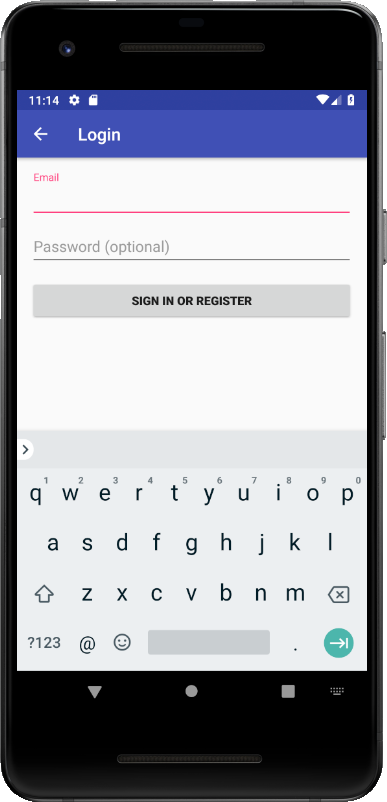 11:14
Login
Email
Password (optional)
SIGN IN OR REGISTER
1 2 3 4 5 6 7 8 9 0
q w e r t y u i o p
a s d f g h j k l
z x c v b n m
?123 @ .